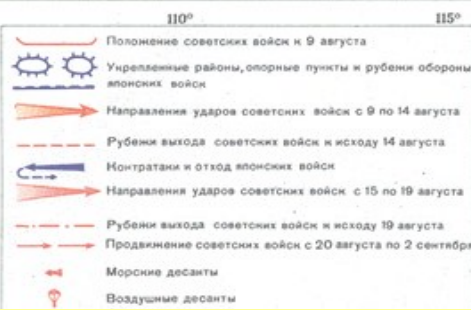 110° 115°
Положение советских войск к 9 августа
Укрепленные районы, опорные пункты и рубежи обороны
японских войск
Направления ударов советских войск с 9 по 14 августа
Рубежи выхода советских войск к исходу 14 августа
Контратаки и отход японских войск
Направления ударов советских войск с 15 по 19 августа
Рубежи выхода советских войск к исходу 19 августа
Продвижение советских войск с 20 августа по 2 сентября
Морские десанты
Воздушные десанты